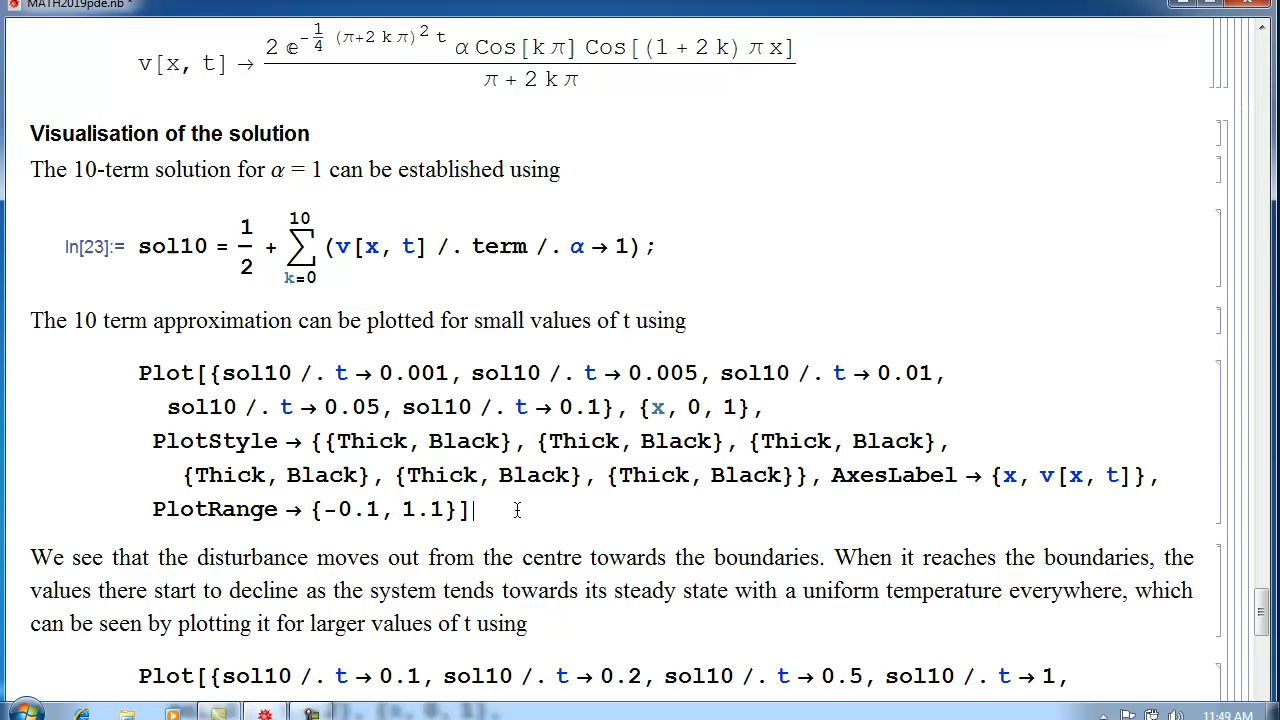 MATH2019pde.nb *
v[x, t] → (2 ⅇ^(-1/4 (π+2 k π)^2 t) α Cos[k π] Cos[(1 + 2 k) π x]) / (π + 2 k π)
Visualisation of the solution
The 10-term solution for α = 1 can be established using
In[23]:= sol10 = 1/2 + ∑_{k=0}^{10} (v[x, t] /. term /. α → 1);
The 10 term approximation can be plotted for small values of t using
Plot[{sol10 /. t → 0.001, sol10 /. t → 0.005, sol10 /. t → 0.01,
sol10 /. t → 0.05, sol10 /. t → 0.1}, {x, 0, 1},
PlotStyle → {{Thick, Black}, {Thick, Black}, {Thick, Black},
{Thick, Black}, {Thick, Black}, {Thick, Black}}, AxesLabel → {x, v[x, t]},
PlotRange → {-0.1, 1.1}]
We see that the disturbance moves out from the centre towards the boundaries. When it reaches the boundaries, the
values there start to decline as the system tends towards its steady state with a uniform temperature everywhere, which
can be seen by plotting it for larger values of t using
Plot[{sol10 /. t → 0.1, sol10 /. t → 0.2, sol10 /. t → 0.5, sol10 /. t → 1,
11:49 AM